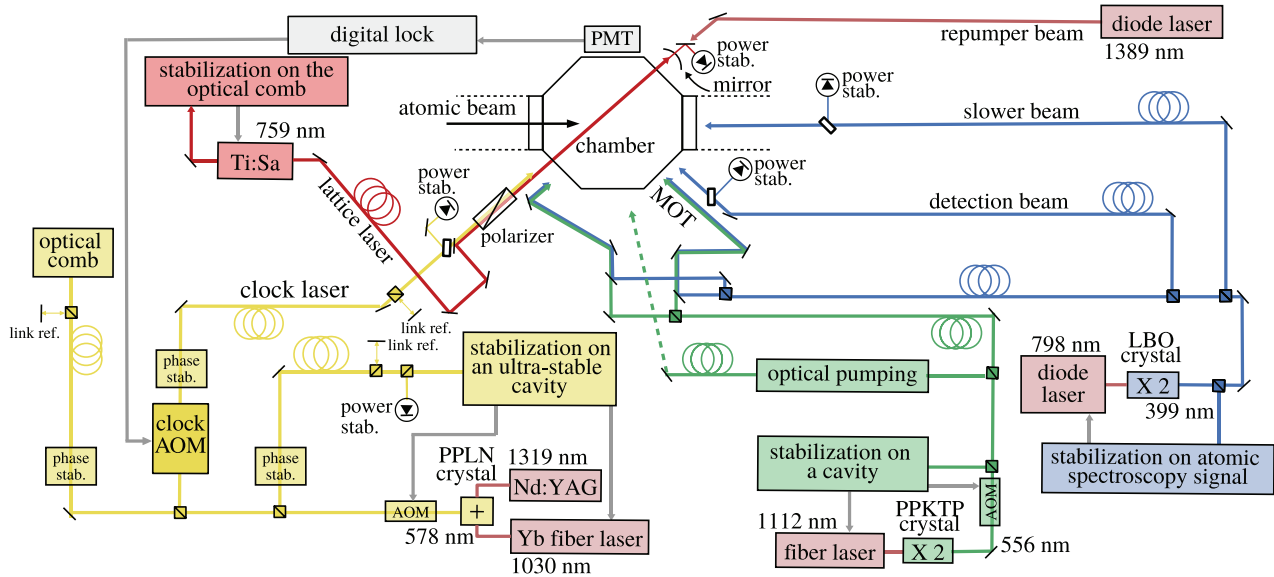 digital lock
PMT
power
stab.
repumper beam
diode laser
1389 nm
stabilization on the
optical comb
mirror
power
stab.
atomic beam
slower beam
759 nm
Ti:Sa
chamber
power
stab.
power
stab.
lattice laser
MOT
detection beam
polarizer
optical
comb
clock laser
link ref.
link ref.
link ref.
phase
stab.
stabilization on
an ultra-stable
cavity
optical pumping
798 nm
LBO
crystal
diode
laser
X 2
399 nm
clock
AOM
power
stab.
phase
stab.
phase
stab.
PPLN
crystal
1319 nm
Nd:YAG
stabilization on
a cavity
stabilization on atomic
spectroscopy signal
AOM
+
578 nm
Yb fiber laser
1030 nm
1112 nm
PPKTP
crystal
AOM
fiber laser
X 2
556 nm